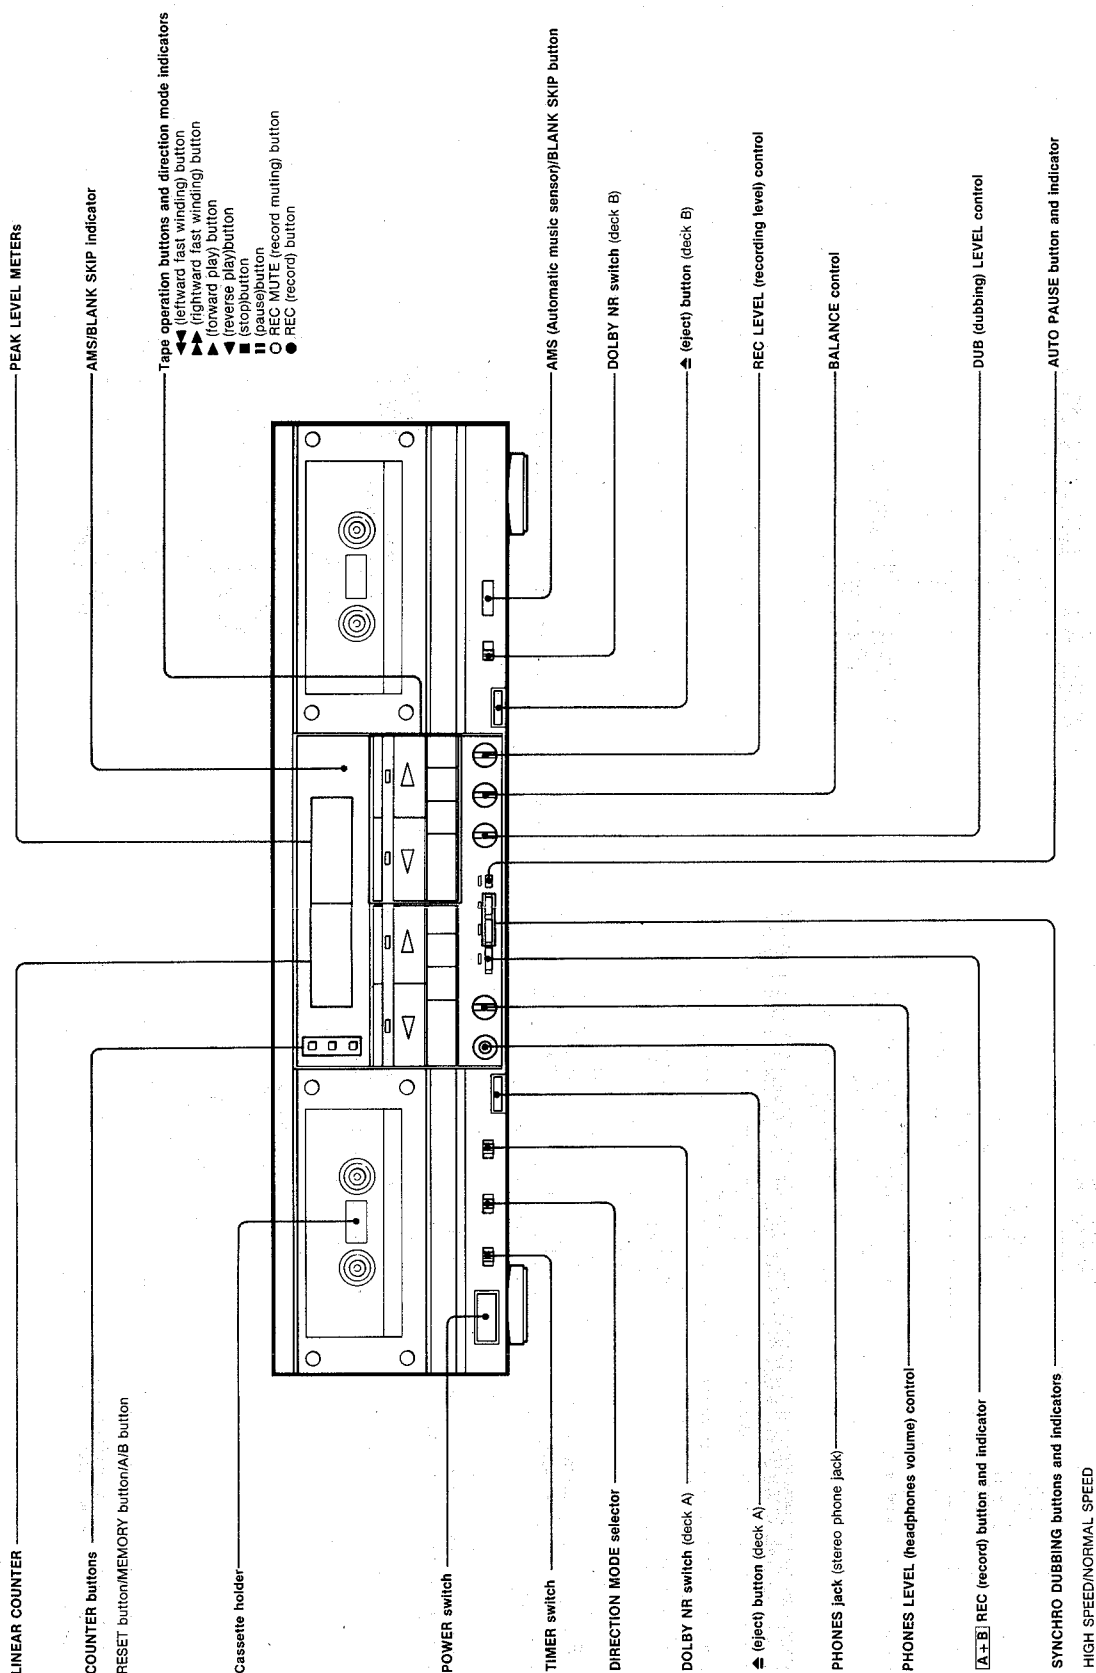 LINEAR COUNTER
COUNTER buttons
RESET button/MEMORY button/A/B button
Cassette holder
POWER switch
TIMER switch
DIRECTION MODE selector
DOLBY NR switch (deck A)
⏏ (eject) button (deck A)
PHONES jack (stereo phone jack)
PHONES LEVEL (headphones volume) control
A+B REC (record) button and indicator
SYNCHRO DUBBING buttons and indicators
HIGH SPEED/NORMAL SPEED
PEAK LEVEL METERs
AMS/BLANK SKIP indicator
Tape operation buttons and direction mode indicators
◀◀ (leftward fast winding) button
▶▶ (rightward fast winding) button
▶ (forward play) button
◀ (reverse play)button
■ (stop)button
▮▮ (pause)button
○ REC MUTE (record muting) button
● REC (record) button
AMS (Automatic music sensor)/BLANK SKIP button
DOLBY NR switch (deck B)
⏏ (eject) button (deck B)
REC LEVEL (recording level) control
BALANCE control
DUB (dubbing) LEVEL control
AUTO PAUSE button and indicator